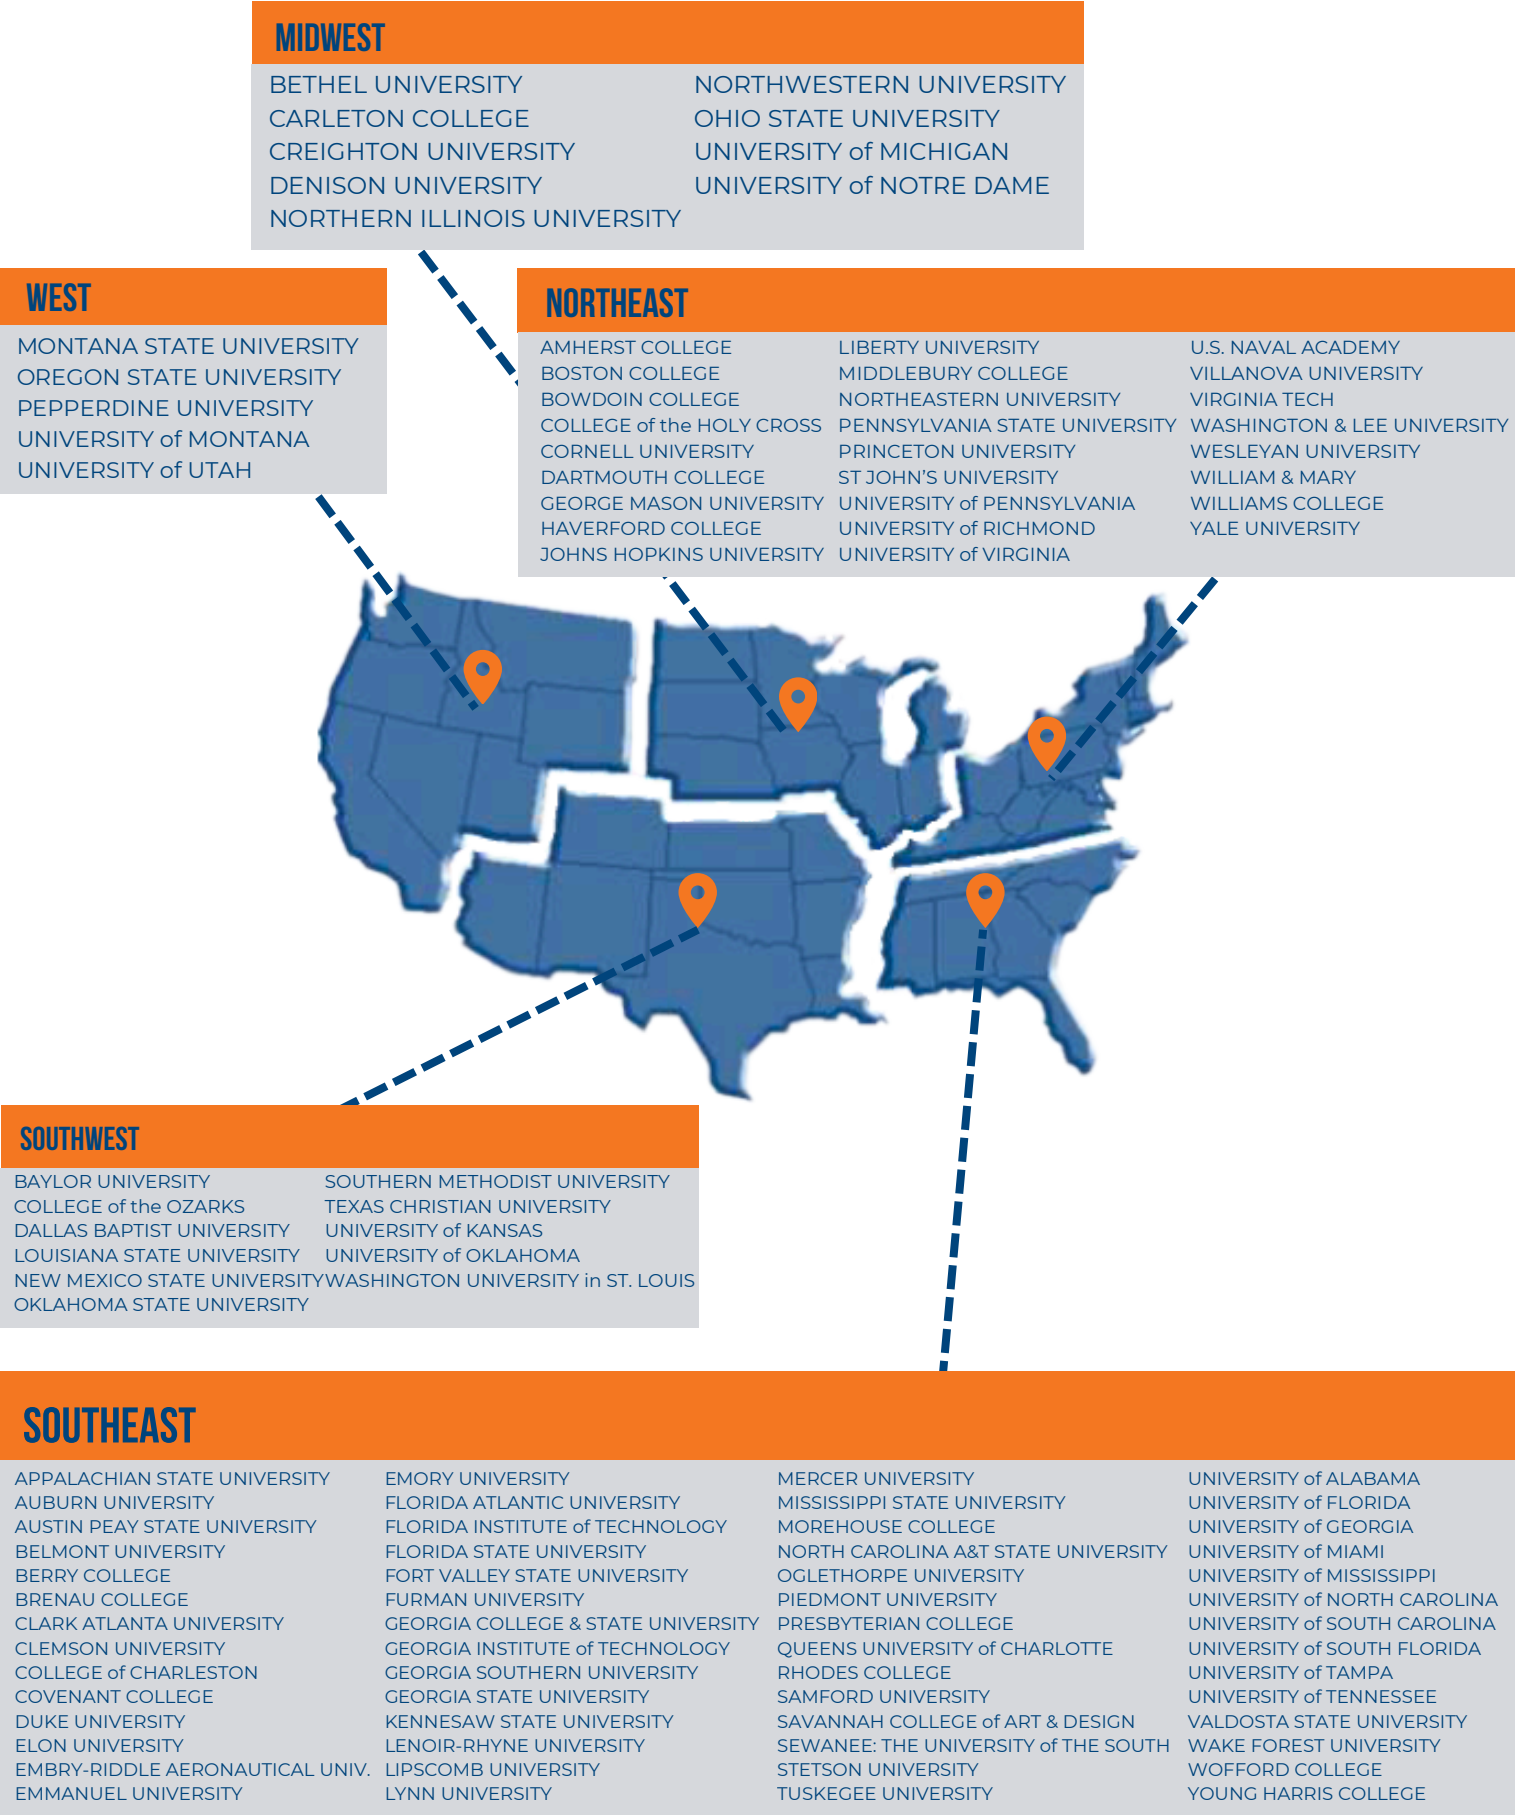 MIDWEST
BETHEL UNIVERSITY
CARLETON COLLEGE
CREIGHTON UNIVERSITY
DENISON UNIVERSITY
NORTHERN ILLINOIS UNIVERSITY
NORTHWESTERN UNIVERSITY
OHIO STATE UNIVERSITY
UNIVERSITY of MICHIGAN
UNIVERSITY of NOTRE DAME
WEST
MONTANA STATE UNIVERSITY
OREGON STATE UNIVERSITY
PEPPERDINE UNIVERSITY
UNIVERSITY of MONTANA
UNIVERSITY of UTAH
NORTHEAST
AMHERST COLLEGE
BOSTON COLLEGE
BOWDOIN COLLEGE
COLLEGE of the HOLY CROSS
CORNELL UNIVERSITY
DARTMOUTH COLLEGE
GEORGE MASON UNIVERSITY
HAVERFORD COLLEGE
JOHNS HOPKINS UNIVERSITY
LIBERTY UNIVERSITY
MIDDLEBURY COLLEGE
NORTHEASTERN UNIVERSITY
PENNSYLVANIA STATE UNIVERSITY
PRINCETON UNIVERSITY
ST JOHN'S UNIVERSITY
UNIVERSITY of PENNSYLVANIA
UNIVERSITY of RICHMOND
UNIVERSITY of VIRGINIA
U.S. NAVAL ACADEMY
VILLANOVA UNIVERSITY
VIRGINIA TECH
WASHINGTON & LEE UNIVERSITY
WESLEYAN UNIVERSITY
WILLIAM & MARY
WILLIAMS COLLEGE
YALE UNIVERSITY
SOUTHWEST
BAYLOR UNIVERSITY
COLLEGE of the OZARKS
DALLAS BAPTIST UNIVERSITY
LOUISIANA STATE UNIVERSITY
NEW MEXICO STATE UNIVERSITY
OKLAHOMA STATE UNIVERSITY
SOUTHERN METHODIST UNIVERSITY
TEXAS CHRISTIAN UNIVERSITY
UNIVERSITY of KANSAS
UNIVERSITY of OKLAHOMA
WASHINGTON UNIVERSITY in ST. LOUIS
SOUTHEAST
APPALACHIAN STATE UNIVERSITY
AUBURN UNIVERSITY
AUSTIN PEAY STATE UNIVERSITY
BELMONT UNIVERSITY
BERRY COLLEGE
BRENAU COLLEGE
CLARK ATLANTA UNIVERSITY
CLEMSON UNIVERSITY
COLLEGE of CHARLESTON
COVENANT COLLEGE
DUKE UNIVERSITY
ELON UNIVERSITY
EMBRY-RIDDLE AERONAUTICAL UNIV.
EMMANUEL UNIVERSITY
EMORY UNIVERSITY
FLORIDA ATLANTIC UNIVERSITY
FLORIDA INSTITUTE of TECHNOLOGY
FLORIDA STATE UNIVERSITY
FORT VALLEY STATE UNIVERSITY
FURMAN UNIVERSITY
GEORGIA COLLEGE & STATE UNIVERSITY
GEORGIA INSTITUTE of TECHNOLOGY
GEORGIA SOUTHERN UNIVERSITY
GEORGIA STATE UNIVERSITY
KENNESAW STATE UNIVERSITY
LENOIR-RHYNE UNIVERSITY
LIPSCOMB UNIVERSITY
LYNN UNIVERSITY
MERCER UNIVERSITY
MISSISSIPPI STATE UNIVERSITY
MOREHOUSE COLLEGE
NORTH CAROLINA A&T STATE UNIVERSITY
OGLETHORPE UNIVERSITY
PIEDMONT UNIVERSITY
PRESBYTERIAN COLLEGE
QUEENS UNIVERSITY of CHARLOTTE
RHODES COLLEGE
SAMFORD UNIVERSITY
SAVANNAH COLLEGE of ART & DESIGN
SEWANEE: THE UNIVERSITY of THE SOUTH
STETSON UNIVERSITY
TUSKEGEE UNIVERSITY
UNIVERSITY of ALABAMA
UNIVERSITY of FLORIDA
UNIVERSITY of GEORGIA
UNIVERSITY of MIAMI
UNIVERSITY of MISSISSIPPI
UNIVERSITY of NORTH CAROLINA
UNIVERSITY of SOUTH CAROLINA
UNIVERSITY of SOUTH FLORIDA
UNIVERSITY of TAMPA
UNIVERSITY of TENNESSEE
VALDOSTA STATE UNIVERSITY
WAKE FOREST UNIVERSITY
WOFFORD COLLEGE
YOUNG HARRIS COLLEGE